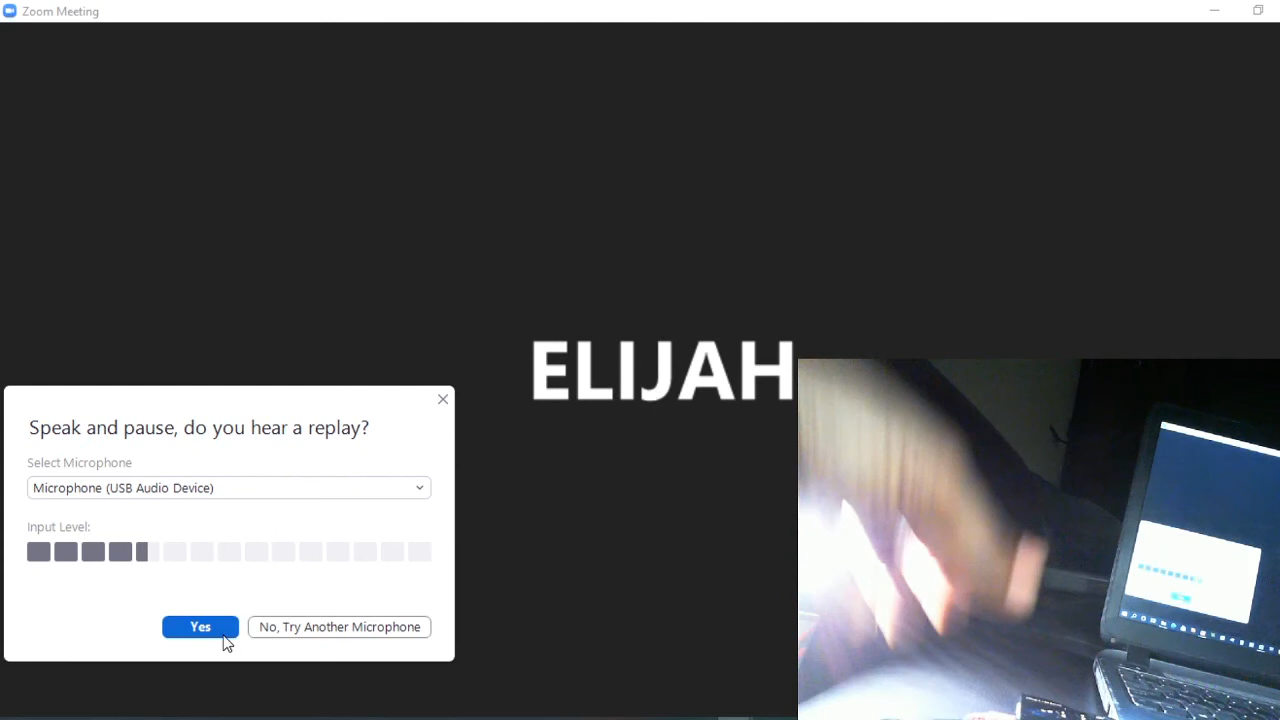 Zoom Meeting
ELIJAH
Speak and pause, do you hear a replay?
Select Microphone
Microphone (USB Audio Device)
Input Level:
Yes
No, Try Another Microphone